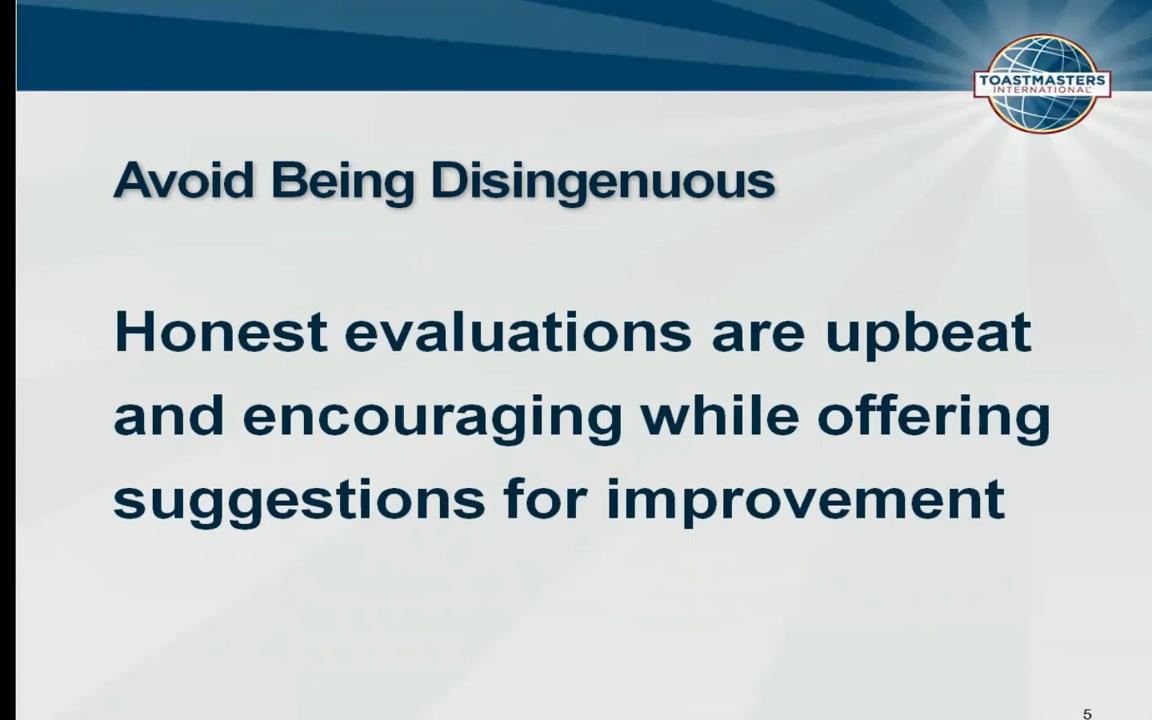 TOASTMASTERS
INTERNATIONAL
Avoid Being Disingenuous
Honest evaluations are upbeat
and encouraging while offering
suggestions for improvement
5